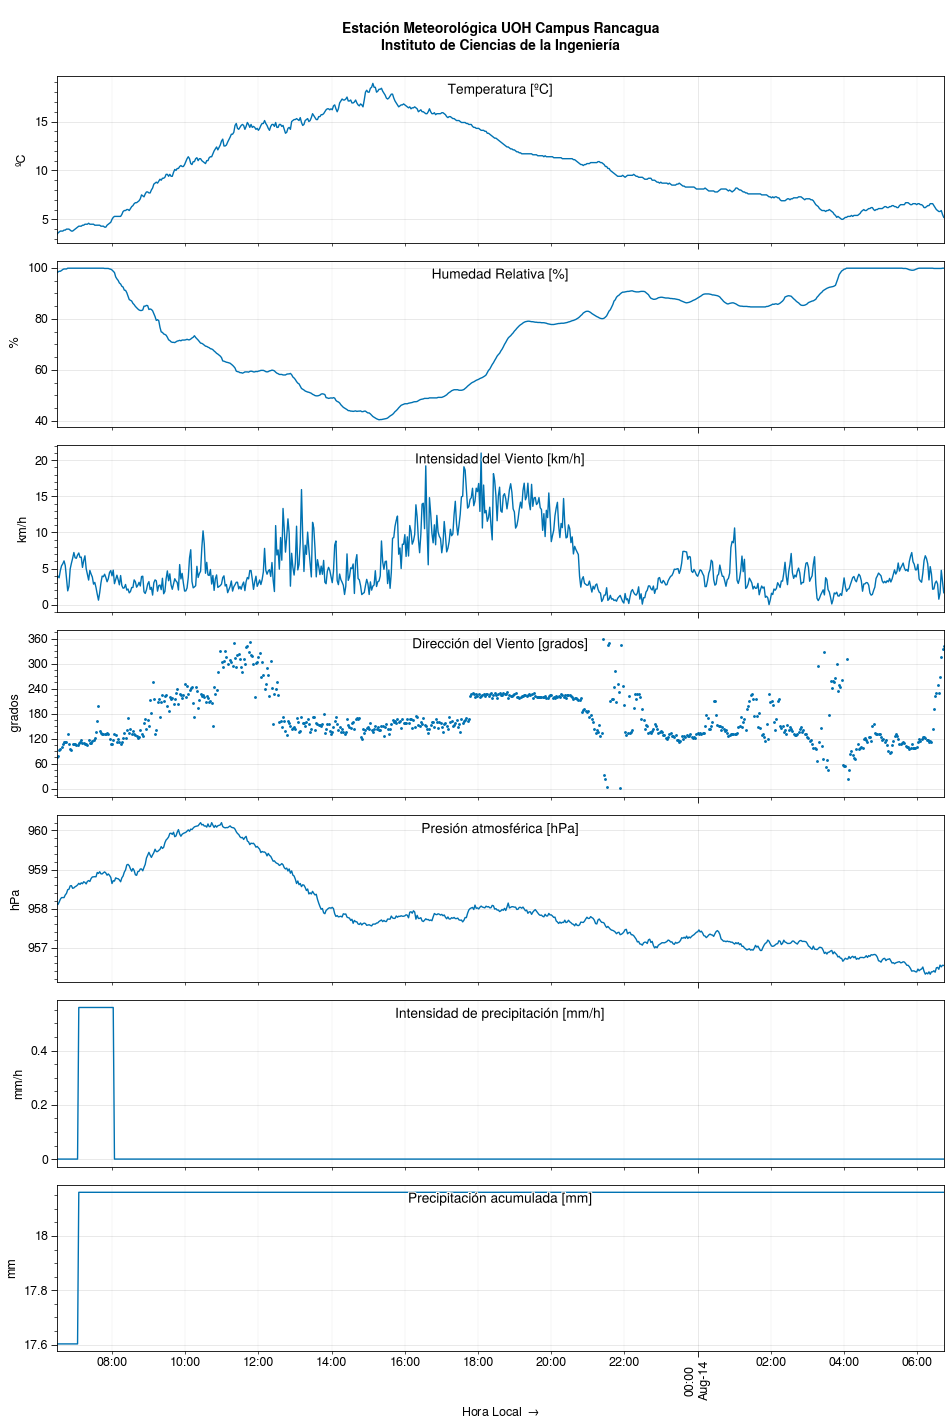 Estación Meteorológica UOH Campus Rancagua
Instituto de Ciencias de la Ingeniería
Temperatura [ºC]
ºC
15
10
5
Humedad Relativa [%]
%
100
80
60
40
Intensidad del Viento [km/h]
km/h
20
15
10
5
0
Dirección del Viento [grados]
grados
360
300
240
180
120
60
0
Presión atmosférica [hPa]
hPa
960
959
958
957
Intensidad de precipitación [mm/h]
mm/h
0.4
0.2
0
Precipitación acumulada [mm]
mm
18
17.8
17.6
08:00 10:00 12:00 14:00 16:00 18:00 20:00 22:00 00:00 02:00 04:00 06:00
Aug-14
Hora Local →